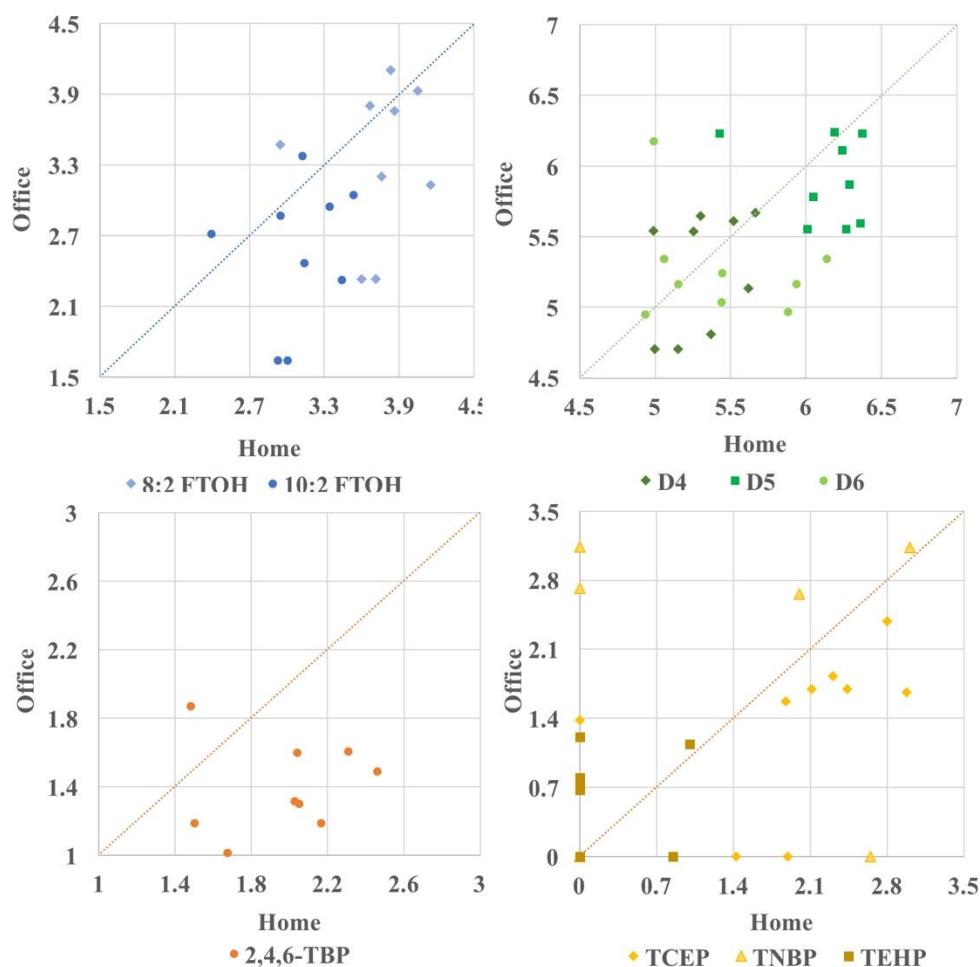 4.5
3.9
3.3
2.7
2.1
1.5
Office
1.5 2.1 2.7 3.3 3.9 4.5
Home
8:2 FTOH 10:2 FTOH
7
6.5
6
5.5
5
4.5
Office
4.5 5 5.5 6 6.5 7
Home
D4 D5 D6
3
2.6
2.2
1.8
1.4
1
Office
1 1.4 1.8 2.2 2.6 3
Home
2,4,6-TBP
3.5
2.8
2.1
1.4
0.7
0
Office
0 0.7 1.4 2.1 2.8 3.5
Home
TCEP TNBP TEHP